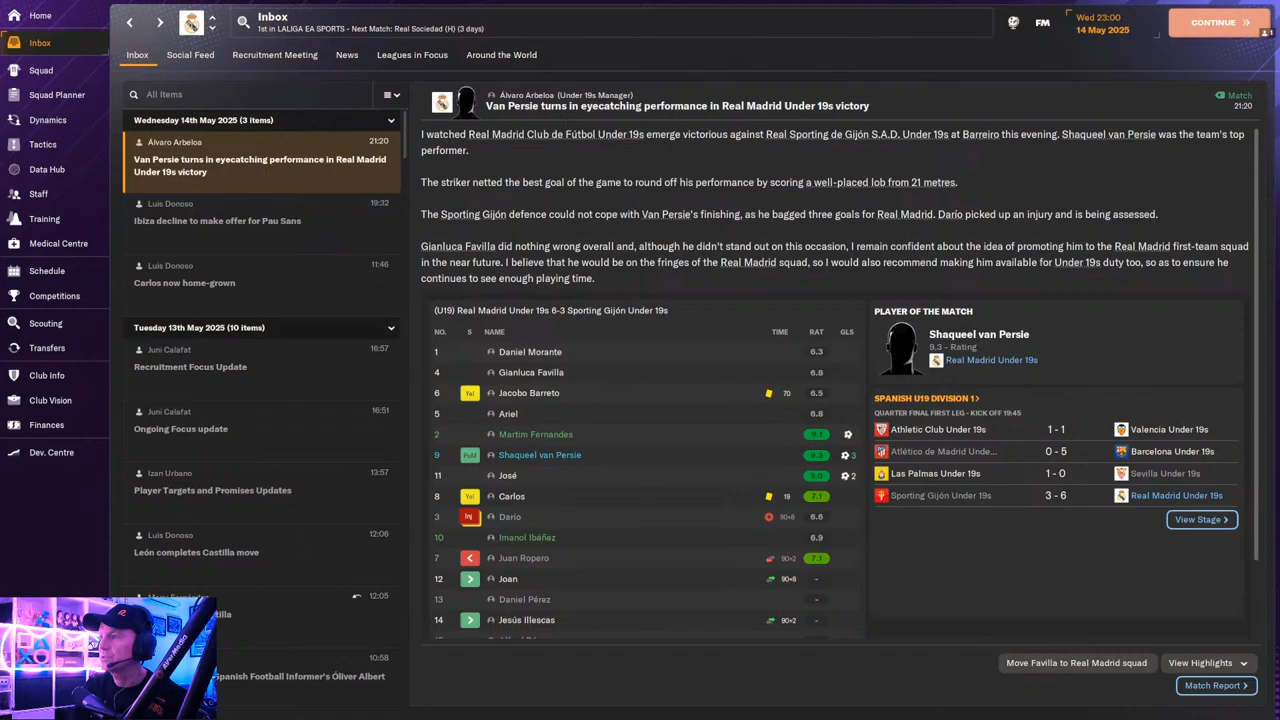 Home
Inbox
Squad
Squad Planner
Dynamics
Tactics
Data Hub
Staff
Training
Medical Centre
Schedule
Competitions
Scouting
Transfers
Club Info
Club Vision
Finances
Dev. Centre
Inbox
1st in LALIGA EA SPORTS - Next Match: Real Sociedad (H) (3 days)
FM
Wed 23:00
14 May 2025
CONTINUE
1
Inbox
Social Feed
Recruitment Meeting
News
Leagues in Focus
Around the World
All Items
Wednesday 14th May 2025 (3 items)
Álvaro Arbeloa
21:20
Van Persie turns in eyecatching performance in Real Madrid
Under 19s victory
Luis Donoso
19:32
Ibiza decline to make offer for Pau Sans
Luis Donoso
11:46
Carlos now home-grown
Tuesday 13th May 2025 (10 items)
Juni Calafat
16:57
Recruitment Focus Update
Juni Calafat
16:51
Ongoing Focus update
Izan Urbano
13:57
Player Targets and Promises Updates
Luis Donoso
12:06
León completes Castilla move
12:05
10:58
Spanish Football Informer's Óliver Albert
AVerMedia
Álvaro Arbeloa (Under 19s Manager)
Van Persie turns in eyecatching performance in Real Madrid Under 19s victory
Match
21:20
I watched Real Madrid Club de Fútbol Under 19s emerge victorious against Real Sporting de Gijón S.A.D. Under 19s at Barreiro this evening. Shaqueel van Persie was the team's top
performer.
The striker netted the best goal of the game to round off his performance by scoring a well-placed lob from 21 metres.
The Sporting Gijón defence could not cope with Van Persie's finishing, as he bagged three goals for Real Madrid. Darío picked up an injury and is being assessed.
Gianluca Favilla did nothing wrong overall and, although he didn't stand out on this occasion, I remain confident about the idea of promoting him to the Real Madrid first-team squad
in the near future. I believe that he would be on the fringes of the Real Madrid squad, so I would also recommend making him available for Under 19s duty too, so as to ensure he
continues to see enough playing time.
(U19) Real Madrid Under 19s 6-3 Sporting Gijón Under 19s
NO. S NAME TIME RAT GLS
1 Daniel Morante 6.3
4 Gianluca Favilla 6.8
6 Yel Jacobo Barreto 70 6.5
5 Ariel 6.8
2 Martim Fernandes 9.1
9 PoM Shaqueel van Persie 9.3 3
11 José 9.0 2
8 Yel Carlos 19 7.1
3 Inj Darío 90+8 6.6
10 Imanol Ibáñez 6.9
7 Juan Ropero 90+2 7.1
12 Joan 90+8 -
13 Daniel Pérez -
14 Jesús Illescas 90+2 -
PLAYER OF THE MATCH
Shaqueel van Persie
9.3 - Rating
Real Madrid Under 19s
SPANISH U19 DIVISION 1 >
QUARTER FINAL FIRST LEG - KICK OFF 19:45
Athletic Club Under 19s 1 - 1 Valencia Under 19s
Atlético de Madrid Unde... 0 - 5 Barcelona Under 19s
Las Palmas Under 19s 1 - 0 Sevilla Under 19s
Sporting Gijón Under 19s 3 - 6 Real Madrid Under 19s
View Stage >
Move Favilla to Real Madrid squad
View Highlights
Match Report >